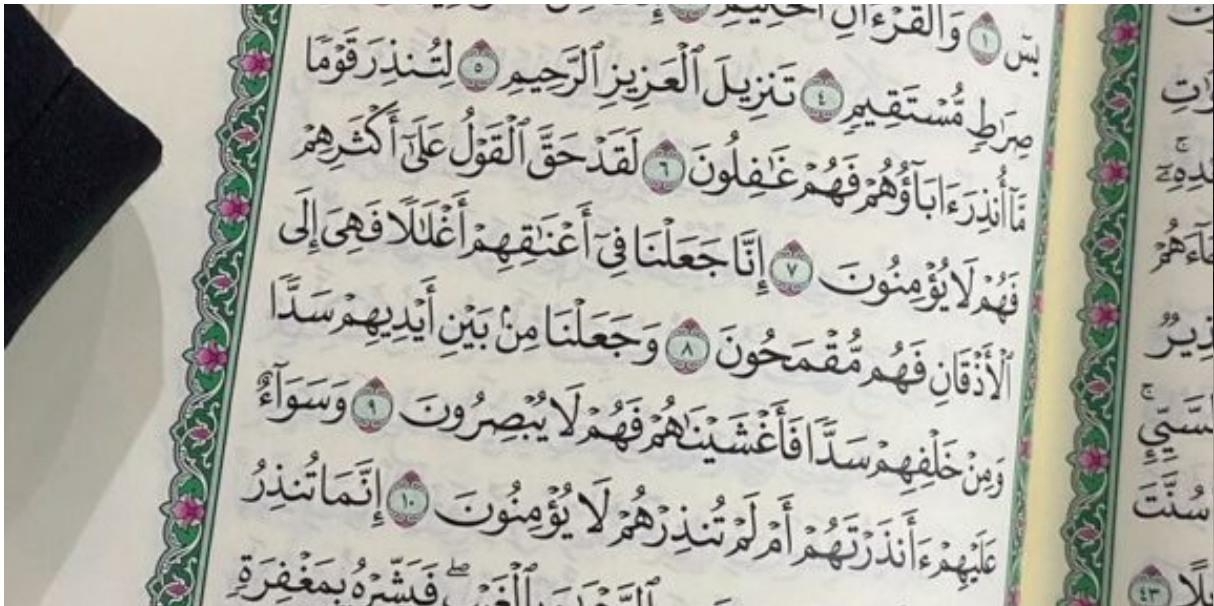 يسٓ ١ وَٱلْقُرْءَانِ ٱلْحَكِيمِ
صِرَٰطٍ مُّسْتَقِيمٍ ٤ تَنزِيلَ ٱلْعَزِيزِ ٱلرَّحِيمِ ٥ لِتُنذِرَ قَوْمًا
مَّآ أُنذِرَ ءَابَآؤُهُمْ فَهُمْ غَٰفِلُونَ ٦ لَقَدْ حَقَّ ٱلْقَوْلُ عَلَىٰٓ أَكْثَرِهِمْ
فَهُمْ لَا يُؤْمِنُونَ ٧ إِنَّا جَعَلْنَا فِىٓ أَعْنَٰقِهِمْ أَغْلَٰلًا فَهِىَ إِلَى
ٱلْأَذْقَانِ فَهُم مُّقْمَحُونَ ٨ وَجَعَلْنَا مِنۢ بَيْنِ أَيْدِيهِمْ سَدًّا
وَمِنْ خَلْفِهِمْ سَدًّا فَأَغْشَيْنَٰهُمْ فَهُمْ لَا يُبْصِرُونَ ٩ وَسَوَآءٌ
عَلَيْهِمْ ءَأَنذَرْتَهُمْ أَمْ لَمْ تُنذِرْهُمْ لَا يُؤْمِنُونَ ١٠ إِنَّمَا تُنذِرُ
فَبَشِّرْهُ بِمَغْفِرَةٍ
سُنَّتَ
٤٣